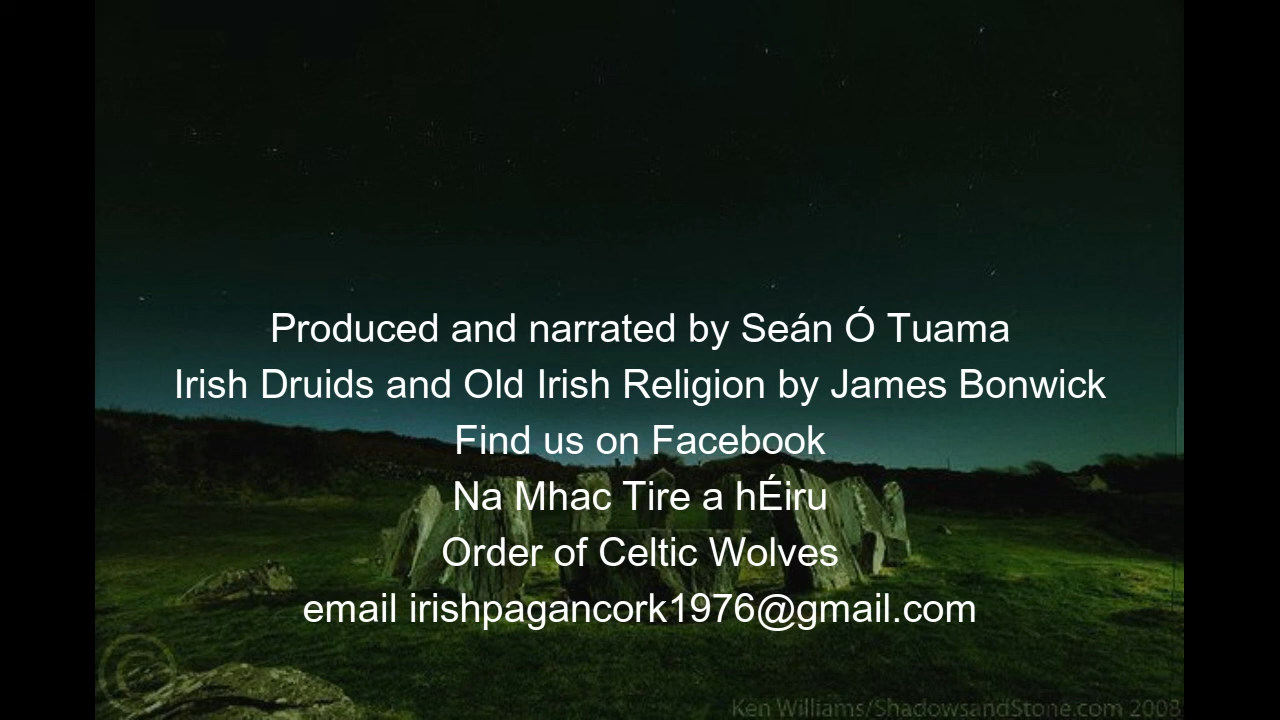 Produced and narrated by Seán Ó Tuama
Irish Druids and Old Irish Religion by James Bonwick
Find us on Facebook
Na Mhac Tire a hÉiru
Order of Celtic Wolves
email irishpagancork1976@gmail.com
©
Ken Williams/ShadowsandStone.com 2008